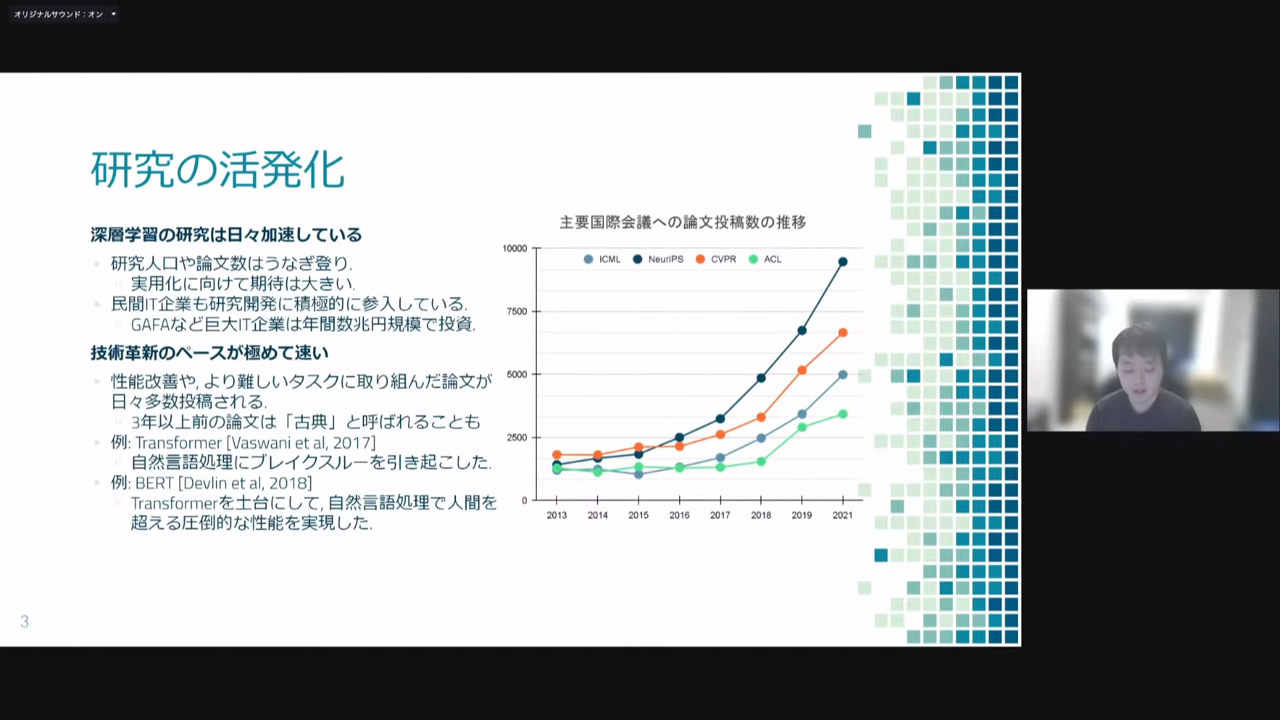 オリジナルサウンド：オン
研究の活発化
深層学習の研究は日々加速している
研究人口や論文数はうなぎ登り.
実用化に向けて期待は大きい.
民間IT企業も研究開発に積極的に参入している.
GAFAなど巨大IT企業は年間数兆円規模で投資.
技術革新のペースが極めて速い
性能改善や, より難しいタスクに取り組んだ論文が
日々多数投稿される.
3年以上前の論文は「古典」と呼ばれることも
例: Transformer [Vaswani et al, 2017]
自然言語処理にブレイクスルーを引き起こした.
例: BERT [Devlin et al, 2018]
Transformerを土台にして, 自然言語処理で人間を
超える圧倒的な性能を実現した.
主要国際会議への論文投稿数の推移
ICML NeurIPS CVPR ACL
10000
7500
5000
2500
0
2013 2014 2015 2016 2017 2018 2019 2021
3